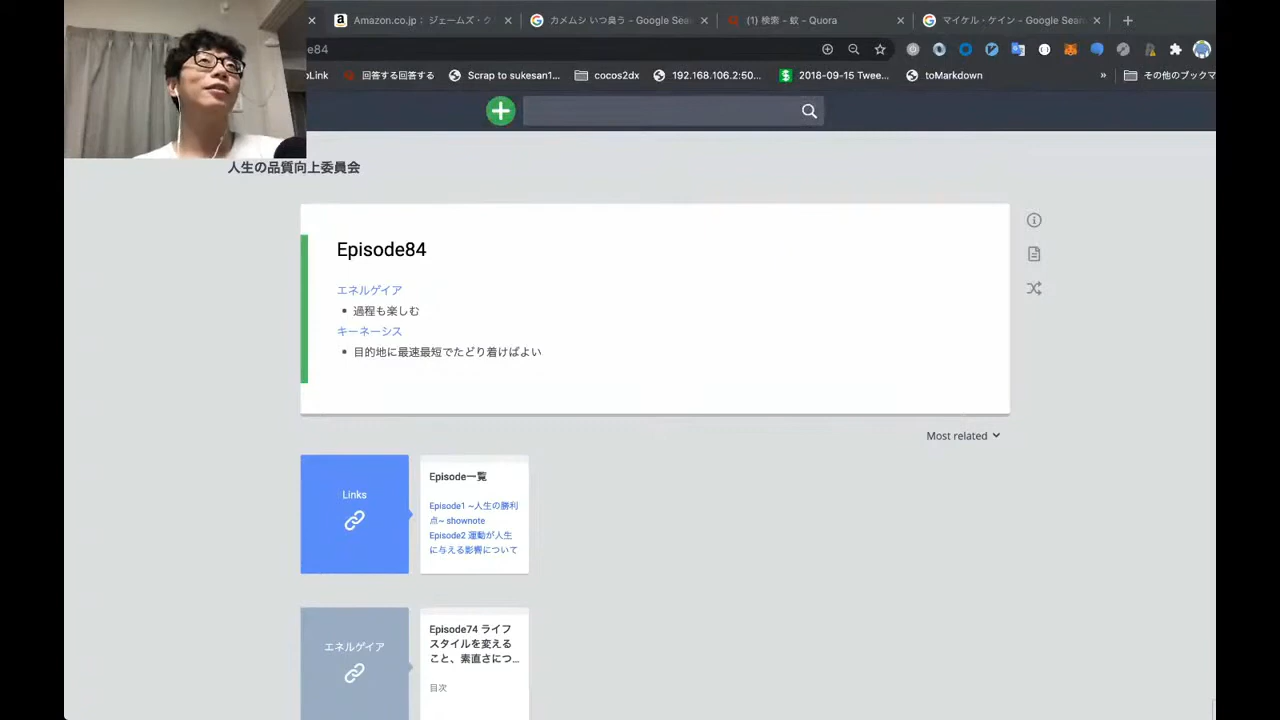 Amazon.co.jp： ジェームズ・ク
カメムシ いつ臭う - Google Sear
(1) 検索 - 蚊 - Quora
マイケル・ケイン - Google Sear
e84
oLink
回答する回答する
Scrap to sukesan1...
cocos2dx
192.168.106.2:50...
2018-09-15 Twee...
toMarkdown
»
その他のブックマ
人生の品質向上委員会
Episode84
エネルゲイア
• 過程も楽しむ
キーネーシス
• 目的地に最速最短でたどり着けばよい
Most related
Links
Episode一覧
Episode1 ~人生の勝利
点~ shownote
Episode2 運動が人生
に与える影響について
エネルゲイア
Episode74 ライフ
スタイルを変える
こと、素直さにつ...
目次